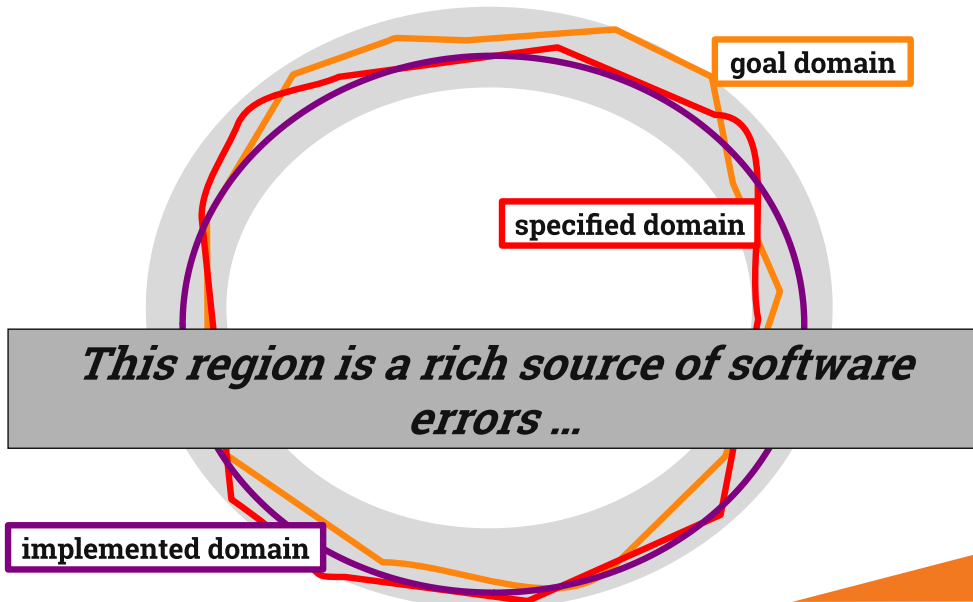 goal domain
specified domain
This region is a rich source of software
errors ...
implemented domain